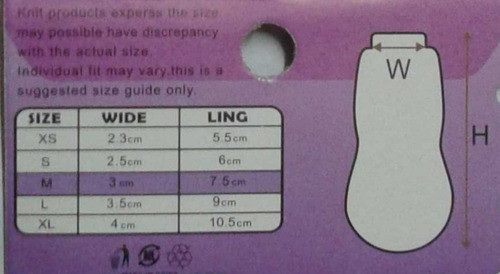 Knit products experss the size
may possible have discrepancy
with the actual size.
Individual fit may vary,this is a
suggested size guide only.
SIZE WIDE LING
XS 2.3cm 5.5cm
S 2.5cm 6cm
M 3cm 7.5cm
L 3.5cm 9cm
XL 4cm 10.5cm
W
H